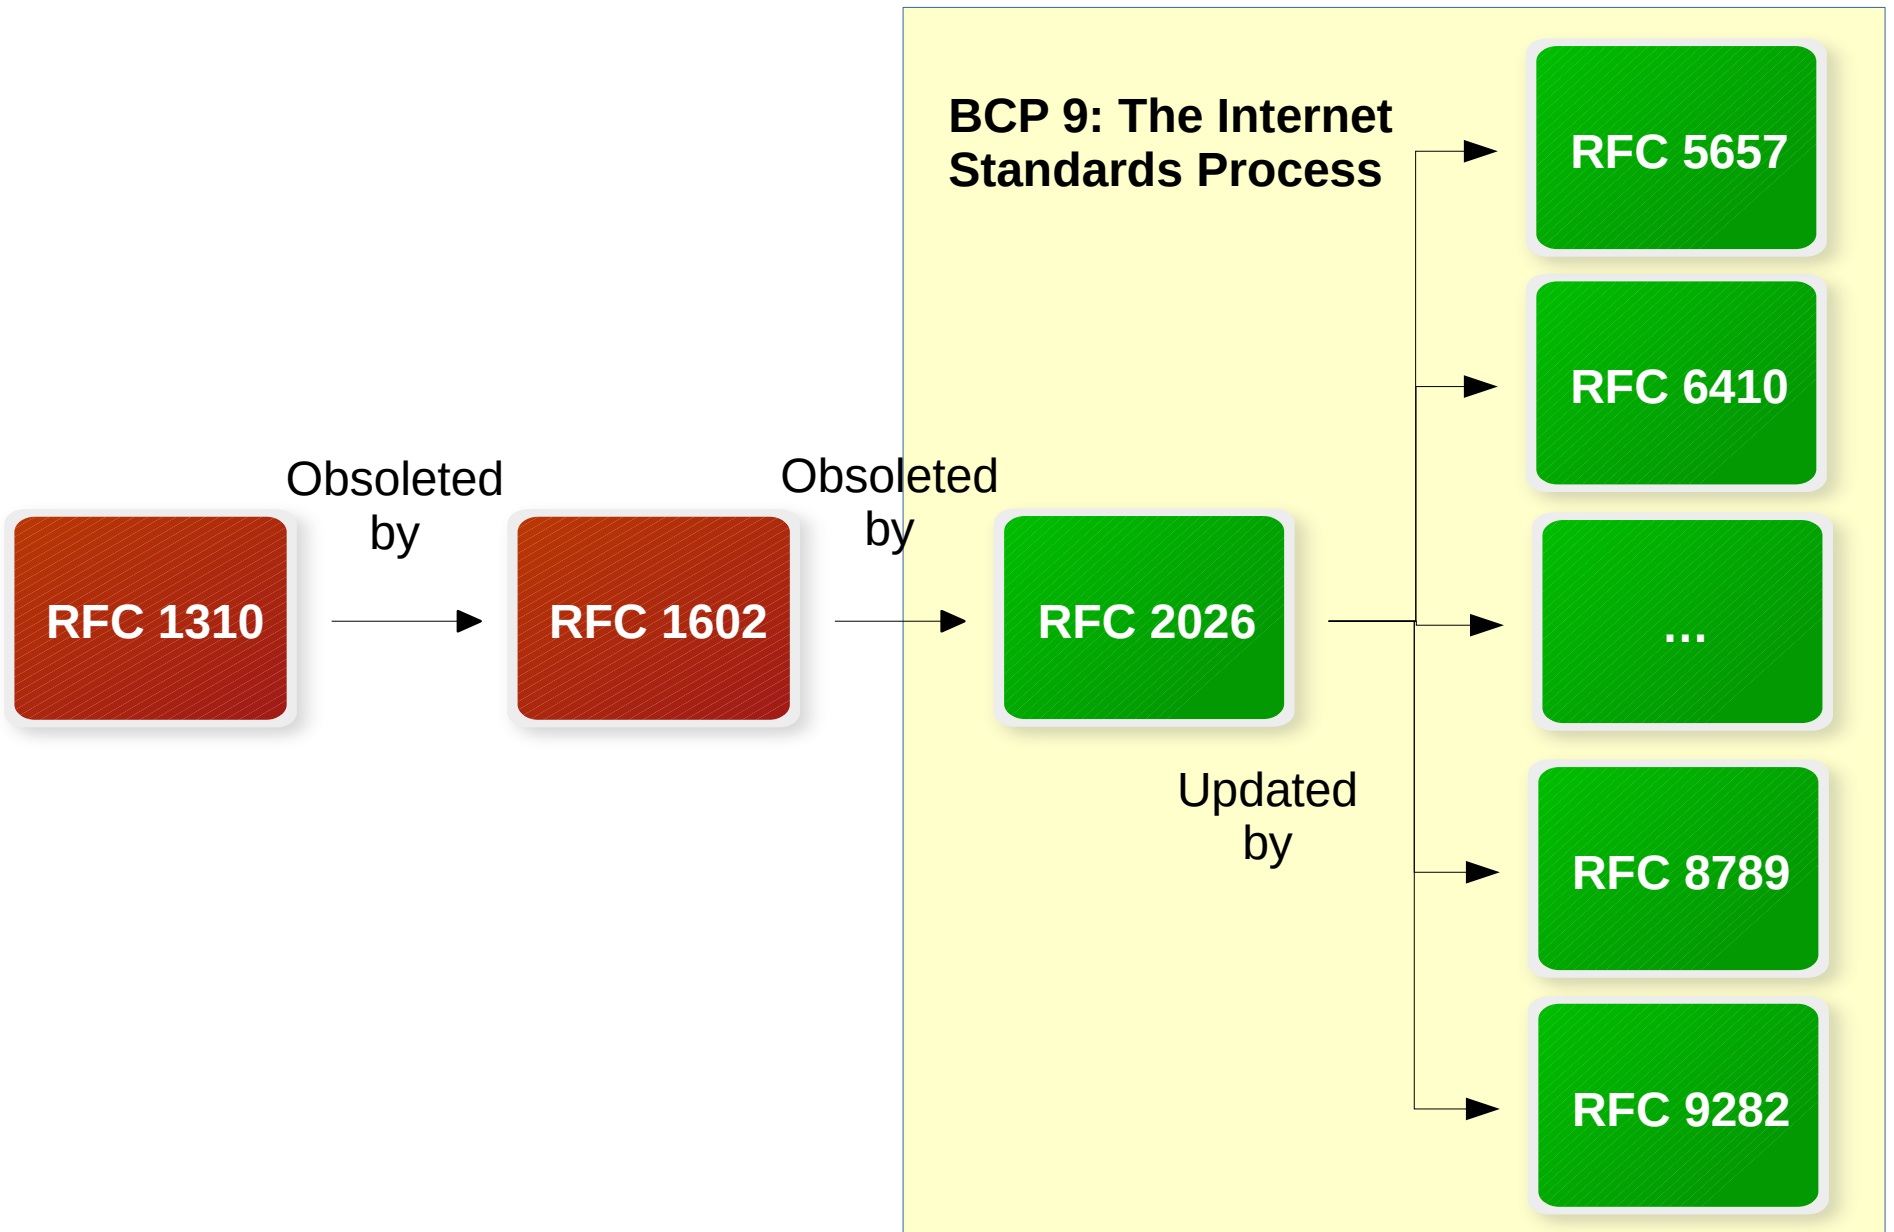 BCP 9: The Internet
Standards Process
RFC 5657
RFC 6410
Obsoleted
by
Obsoleted
by
RFC 1310
RFC 1602
RFC 2026
...
Updated
by
RFC 8789
RFC 9282